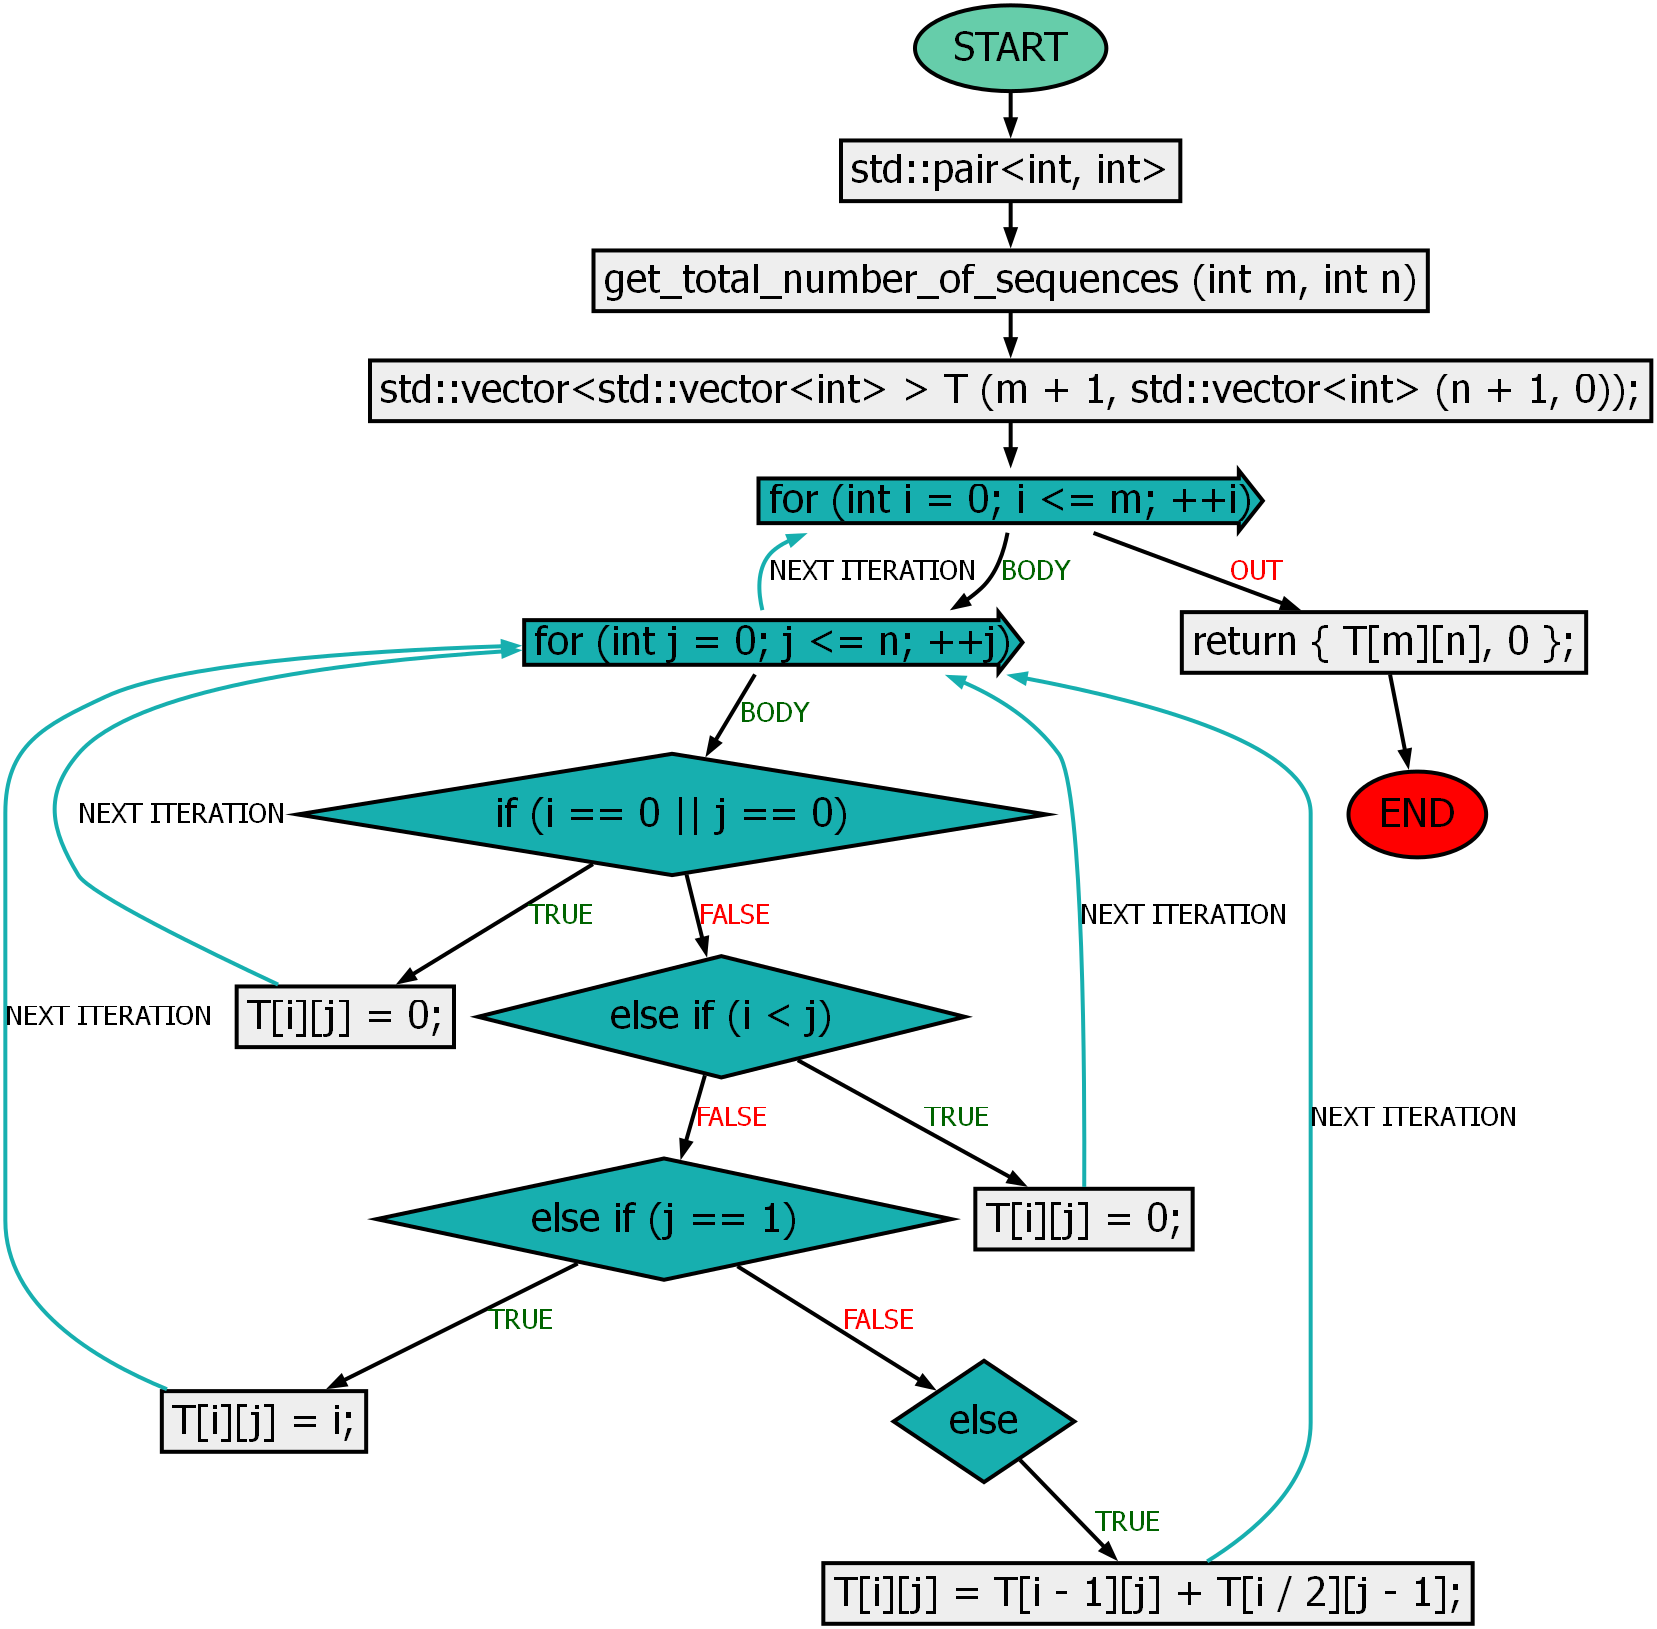 START
std::pair<int, int>
get_total_number_of_sequences (int m, int n)
std::vector<std::vector<int> > T (m + 1, std::vector<int> (n + 1, 0));
for (int i = 0; i <= m; ++i)
NEXT ITERATION
BODY
OUT
for (int j = 0; j <= n; ++j)
return { T[m][n], 0 };
BODY
NEXT ITERATION
if (i == 0 || j == 0)
END
TRUE
FALSE
NEXT ITERATION
NEXT ITERATION
T[i][j] = 0;
else if (i < j)
FALSE
TRUE
NEXT ITERATION
else if (j == 1)
T[i][j] = 0;
TRUE
FALSE
T[i][j] = i;
else
TRUE
T[i][j] = T[i - 1][j] + T[i / 2][j - 1];